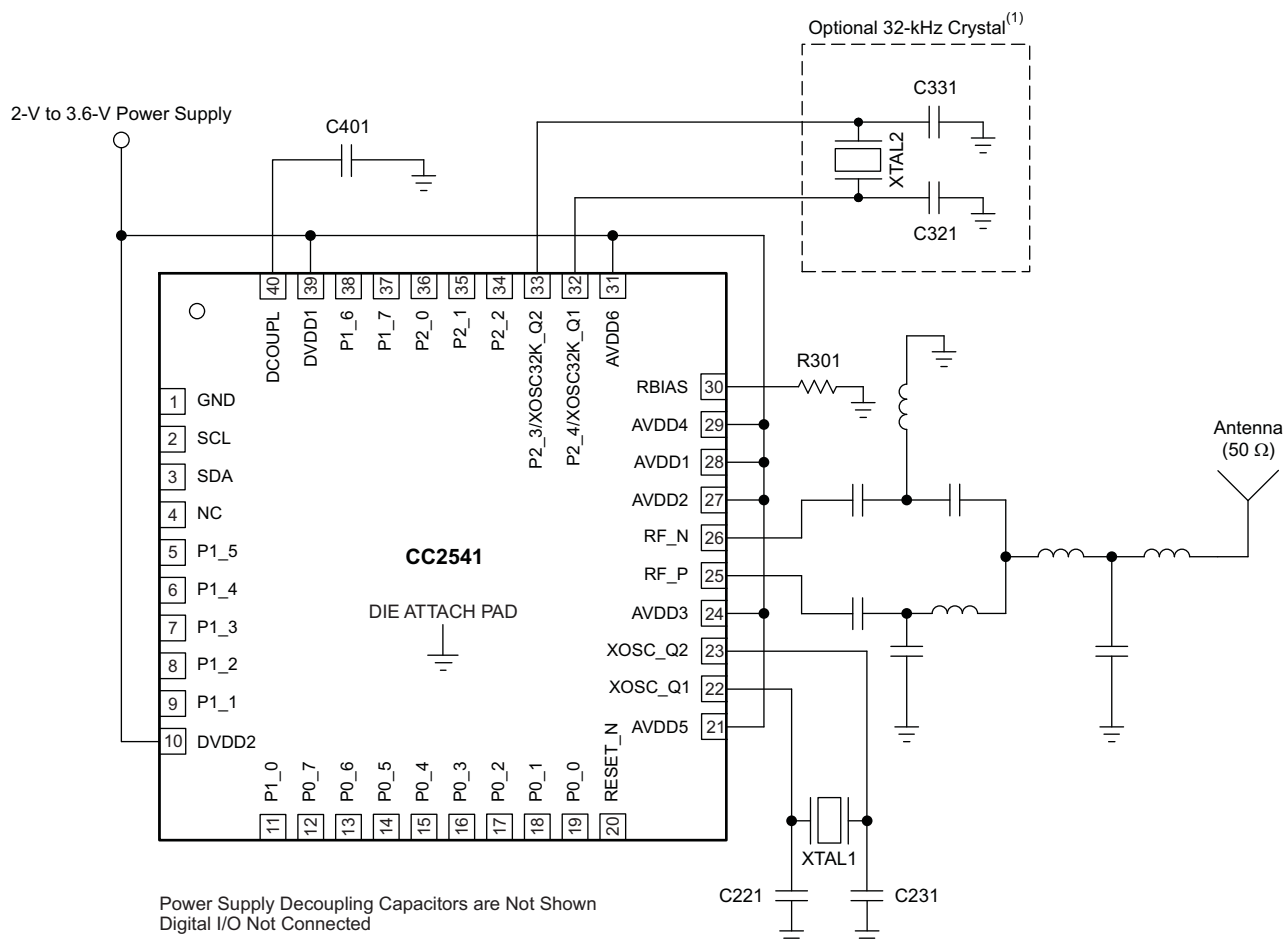 Optional 32-kHz Crystal(1)
2-V to 3.6-V Power Supply
C401
C331
XTAL2
C321
40
39
38
37
36
35
34
33
32
31
DCOUPL
DVDD1
P1_6
P1_7
P2_0
P2_1
P2_2
P2_3/XOSC32K_Q2
P2_4/XOSC32K_Q1
AVDD6
1 GND
2 SCL
3 SDA
4 NC
5 P1_5
6 P1_4
7 P1_3
8 P1_2
9 P1_1
10 DVDD2
CC2541
DIE ATTACH PAD
RBIAS 30
AVDD4 29
AVDD1 28
AVDD2 27
RF_N 26
RF_P 25
AVDD3 24
XOSC_Q2 23
XOSC_Q1 22
AVDD5 21
R301
Antenna
(50 Ω)
P1_0
P0_7
P0_6
P0_5
P0_4
P0_3
P0_2
P0_1
P0_0
RESET_N
11
12
13
14
15
16
17
18
19
20
XTAL1
C221
C231
Power Supply Decoupling Capacitors are Not Shown
Digital I/O Not Connected